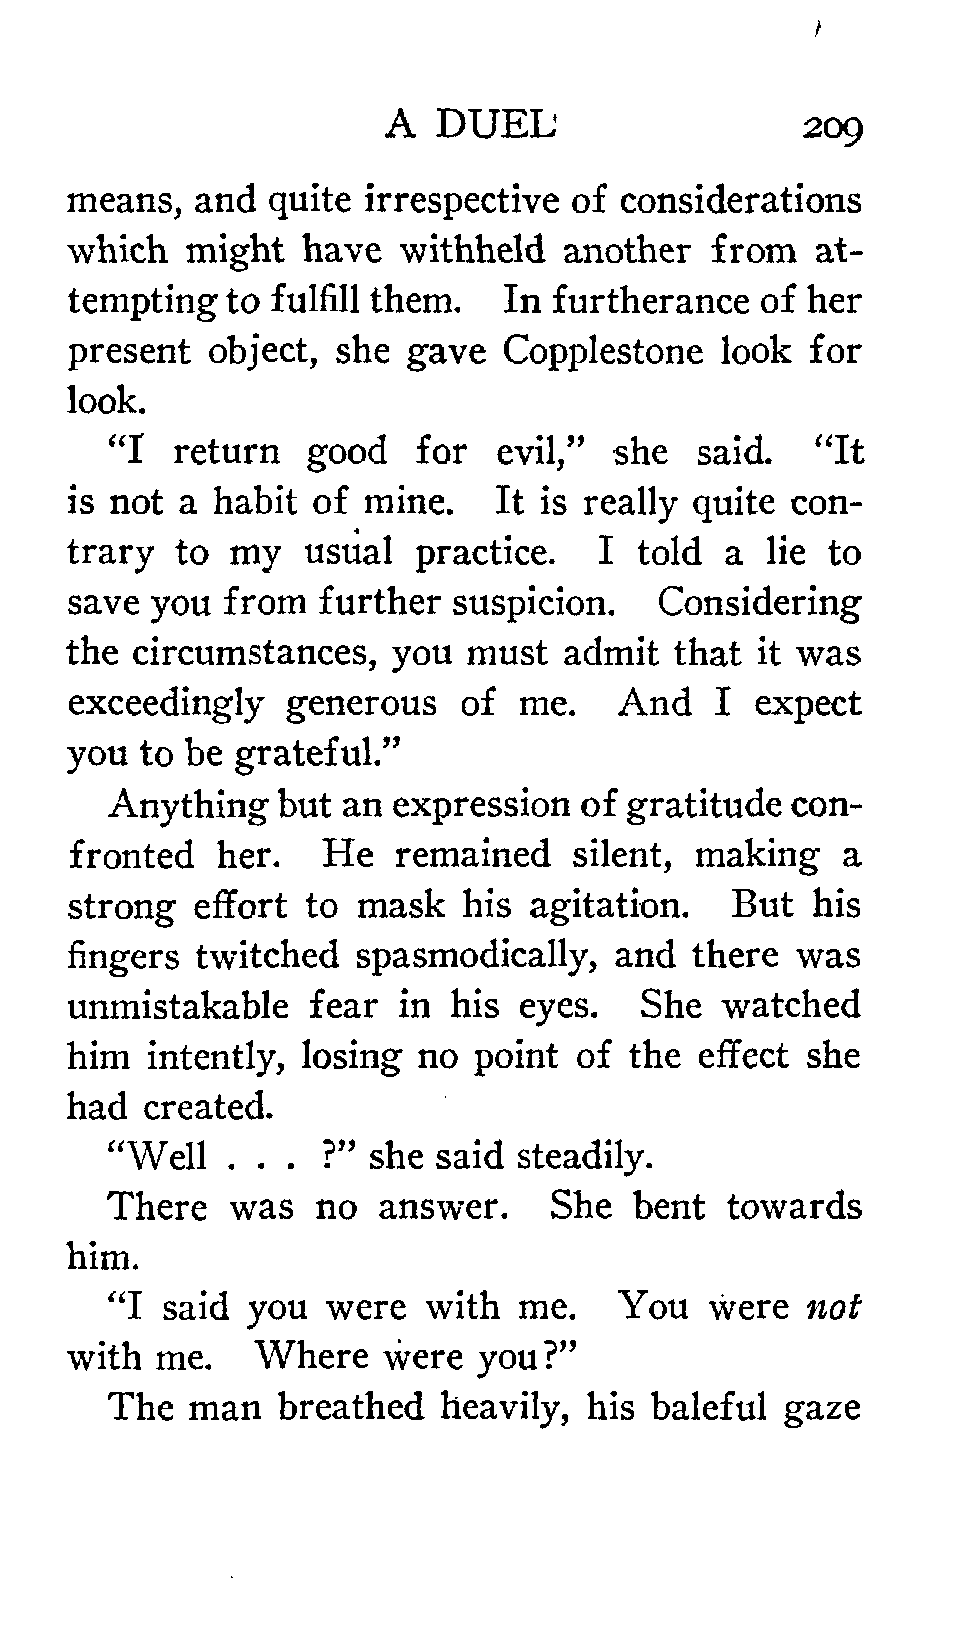 A DUEL 209
means, and quite irrespective of considerations
which might have withheld another from at-
tempting to fulfill them. In furtherance of her
present object, she gave Copplestone look for
look.
"I return good for evil," she said. "It
is not a habit of mine. It is really quite con-
trary to my usual practice. I told a lie to
save you from further suspicion. Considering
the circumstances, you must admit that it was
exceedingly generous of me. And I expect
you to be grateful."
Anything but an expression of gratitude con-
fronted her. He remained silent, making a
strong effort to mask his agitation. But his
fingers twitched spasmodically, and there was
unmistakable fear in his eyes. She watched
him intently, losing no point of the effect she
had created.
"Well . . . ?" she said steadily.
There was no answer. She bent towards
him.
"I said you were with me. You were not
with me. Where were you?"
The man breathed heavily, his baleful gaze